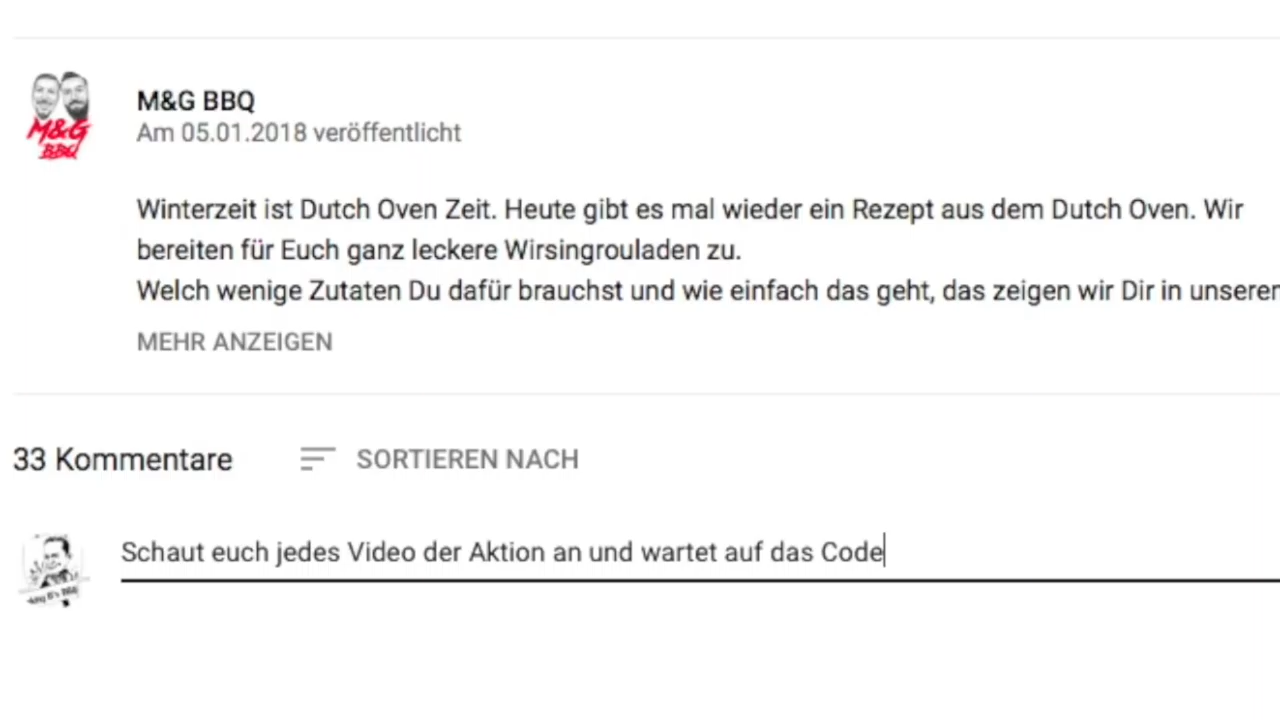 M&G BBQ
Am 05.01.2018 veröffentlicht
M&G
BBQ
Winterzeit ist Dutch Oven Zeit. Heute gibt es mal wieder ein Rezept aus dem Dutch Oven. Wir
bereiten für Euch ganz leckere Wirsingrouladen zu.
Welch wenige Zutaten Du dafür brauchst und wie einfach das geht, das zeigen wir Dir in unserer
MEHR ANZEIGEN
33 Kommentare SORTIEREN NACH
Schaut euch jedes Video der Aktion an und wartet auf das Code